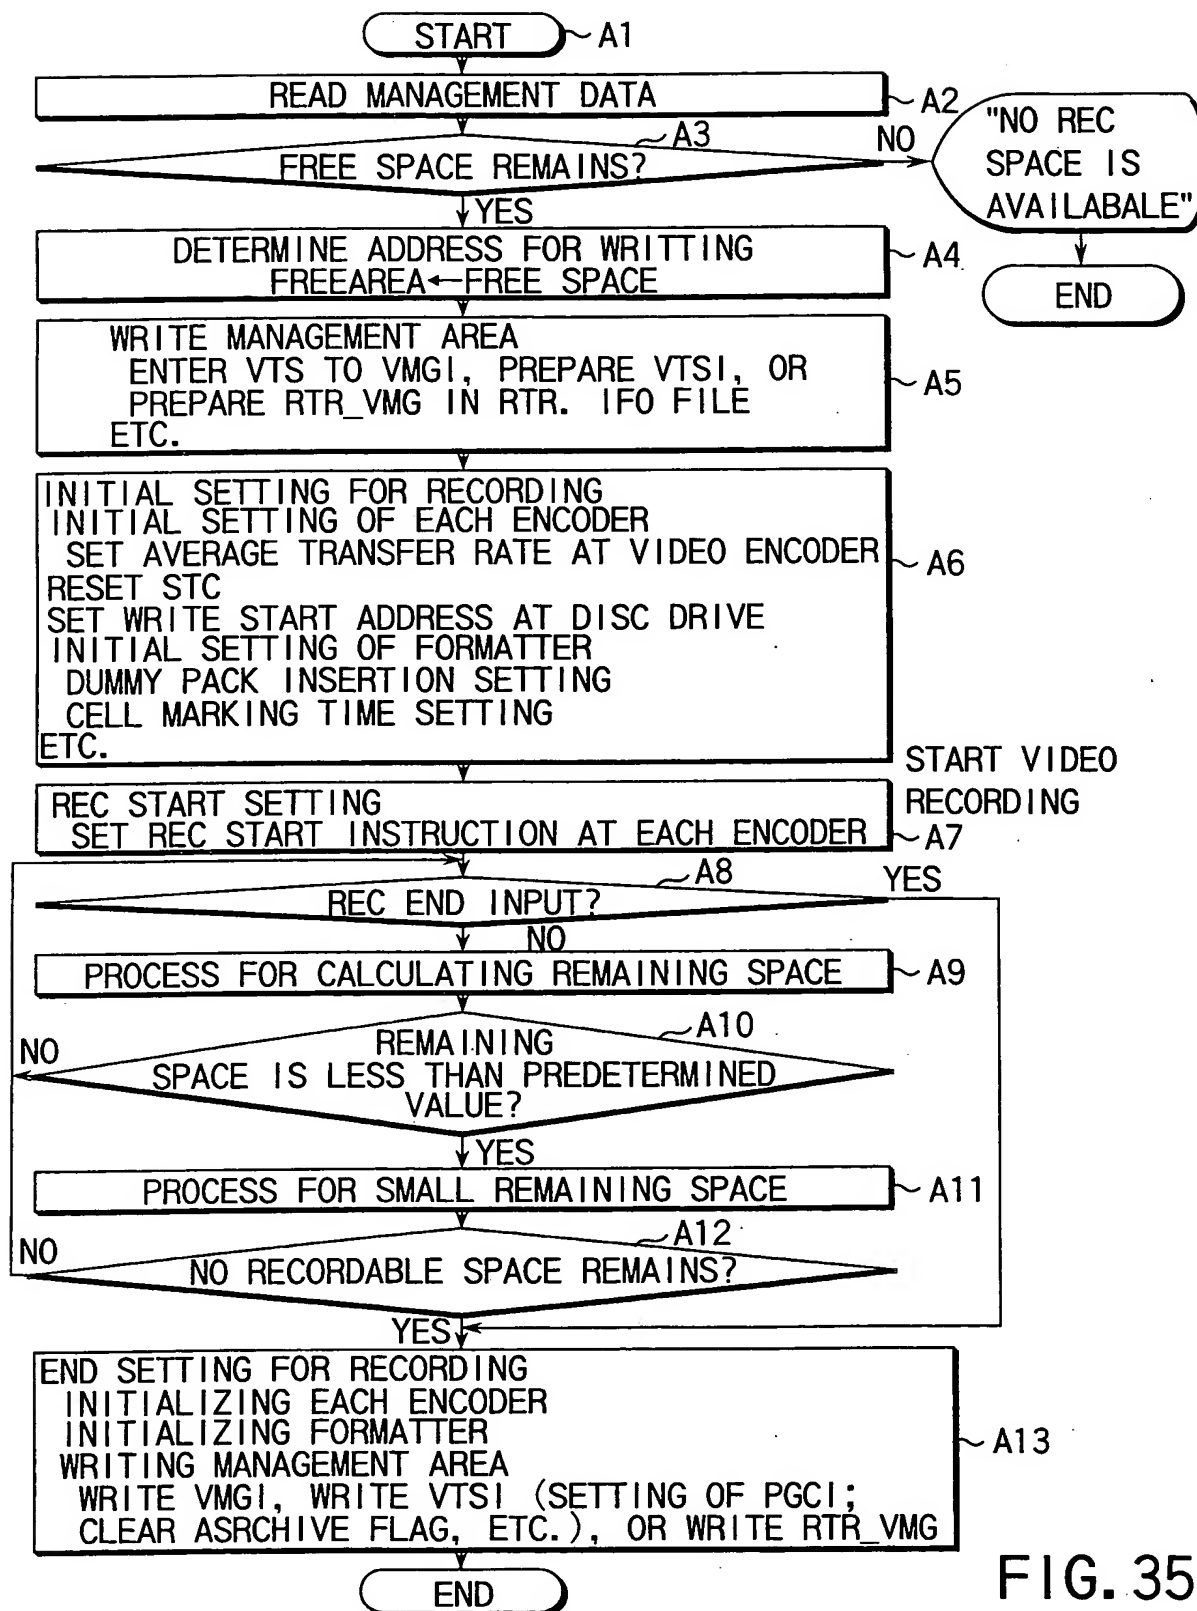 START A1
READ MANAGEMENT DATA A2
A3
FREE SPACE REMAINS? NO
"NO REC
SPACE IS
AVAILABALE"
END
YES
DETERMINE ADDRESS FOR WRITTING
FREEAREA←FREE SPACE
A4
WRITE MANAGEMENT AREA
ENTER VTS TO VMGI, PREPARE VTSI, OR
PREPARE RTR_VMG IN RTR. IFO FILE
ETC.
A5
INITIAL SETTING FOR RECORDING
INITIAL SETTING OF EACH ENCODER
SET AVERAGE TRANSFER RATE AT VIDEO ENCODER
RESET STC
SET WRITE START ADDRESS AT DISC DRIVE
INITIAL SETTING OF FORMATTER
DUMMY PACK INSERTION SETTING
CELL MARKING TIME SETTING
ETC.
A6
START VIDEO
RECORDING
REC START SETTING
SET REC START INSTRUCTION AT EACH ENCODER
A7
A8
REC END INPUT? YES
NO
PROCESS FOR CALCULATING REMAINING SPACE A9
A10
NO
REMAINING
SPACE IS LESS THAN PREDETERMINED
VALUE?
YES
PROCESS FOR SMALL REMAINING SPACE A11
A12
NO
NO RECORDABLE SPACE REMAINS?
YES
END SETTING FOR RECORDING
INITIALIZING EACH ENCODER
INITIALIZING FORMATTER
WRITING MANAGEMENT AREA
WRITE VMGI, WRITE VTSI (SETTING OF PGCI;
CLEAR ASRCHIVE FLAG, ETC.), OR WRITE RTR_VMG
A13
END
FIG. 35